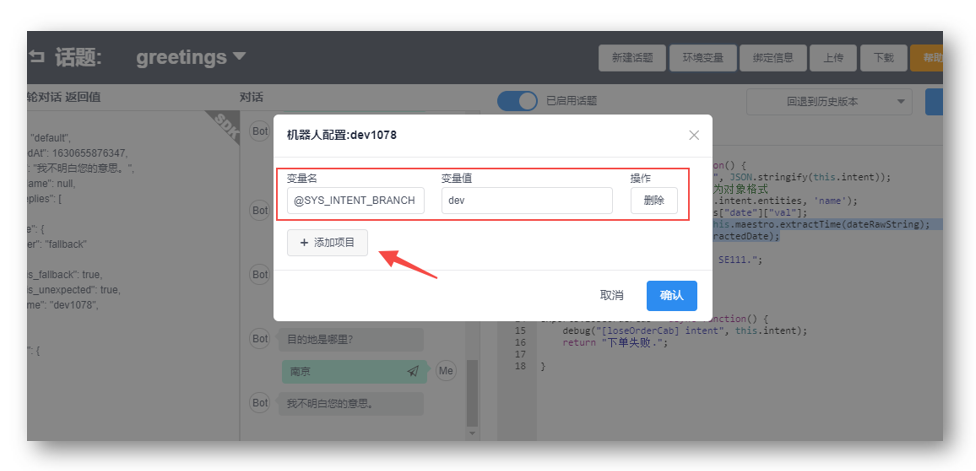 话题: greetings
新建话题 环境变量 绑定信息 上传 下载 帮助
轮对话 返回值
对话
已启用话题
回退到历史版本
SDK
"default",
dAt": 1630655876347,
: "我不明白您的意思。",
ame": null,
plies": [
e": {
er": "fallback"
is_fallback": true,
s_unexpected": true,
me": "dev1078",
": {
Bot
Bot
Bot
Bot 目的地是哪里?
南京 Me
Bot 我不明白您的意思。
机器人配置:dev1078
变量名 变量值 操作
@SYS_INTENT_BRANCH dev 删除
+ 添加项目
取消 确认
on() {
", JSON.stringify(this.intent));
为对象格式
.intent.entities, 'name');
s["date"]["val"];
his.maestro.extractTime(dateRawString);
ractedDate);
SE111.";
15 debug("[loseOrderCab] intent", this.intent);
16 return "下单失败.";
17
18 }